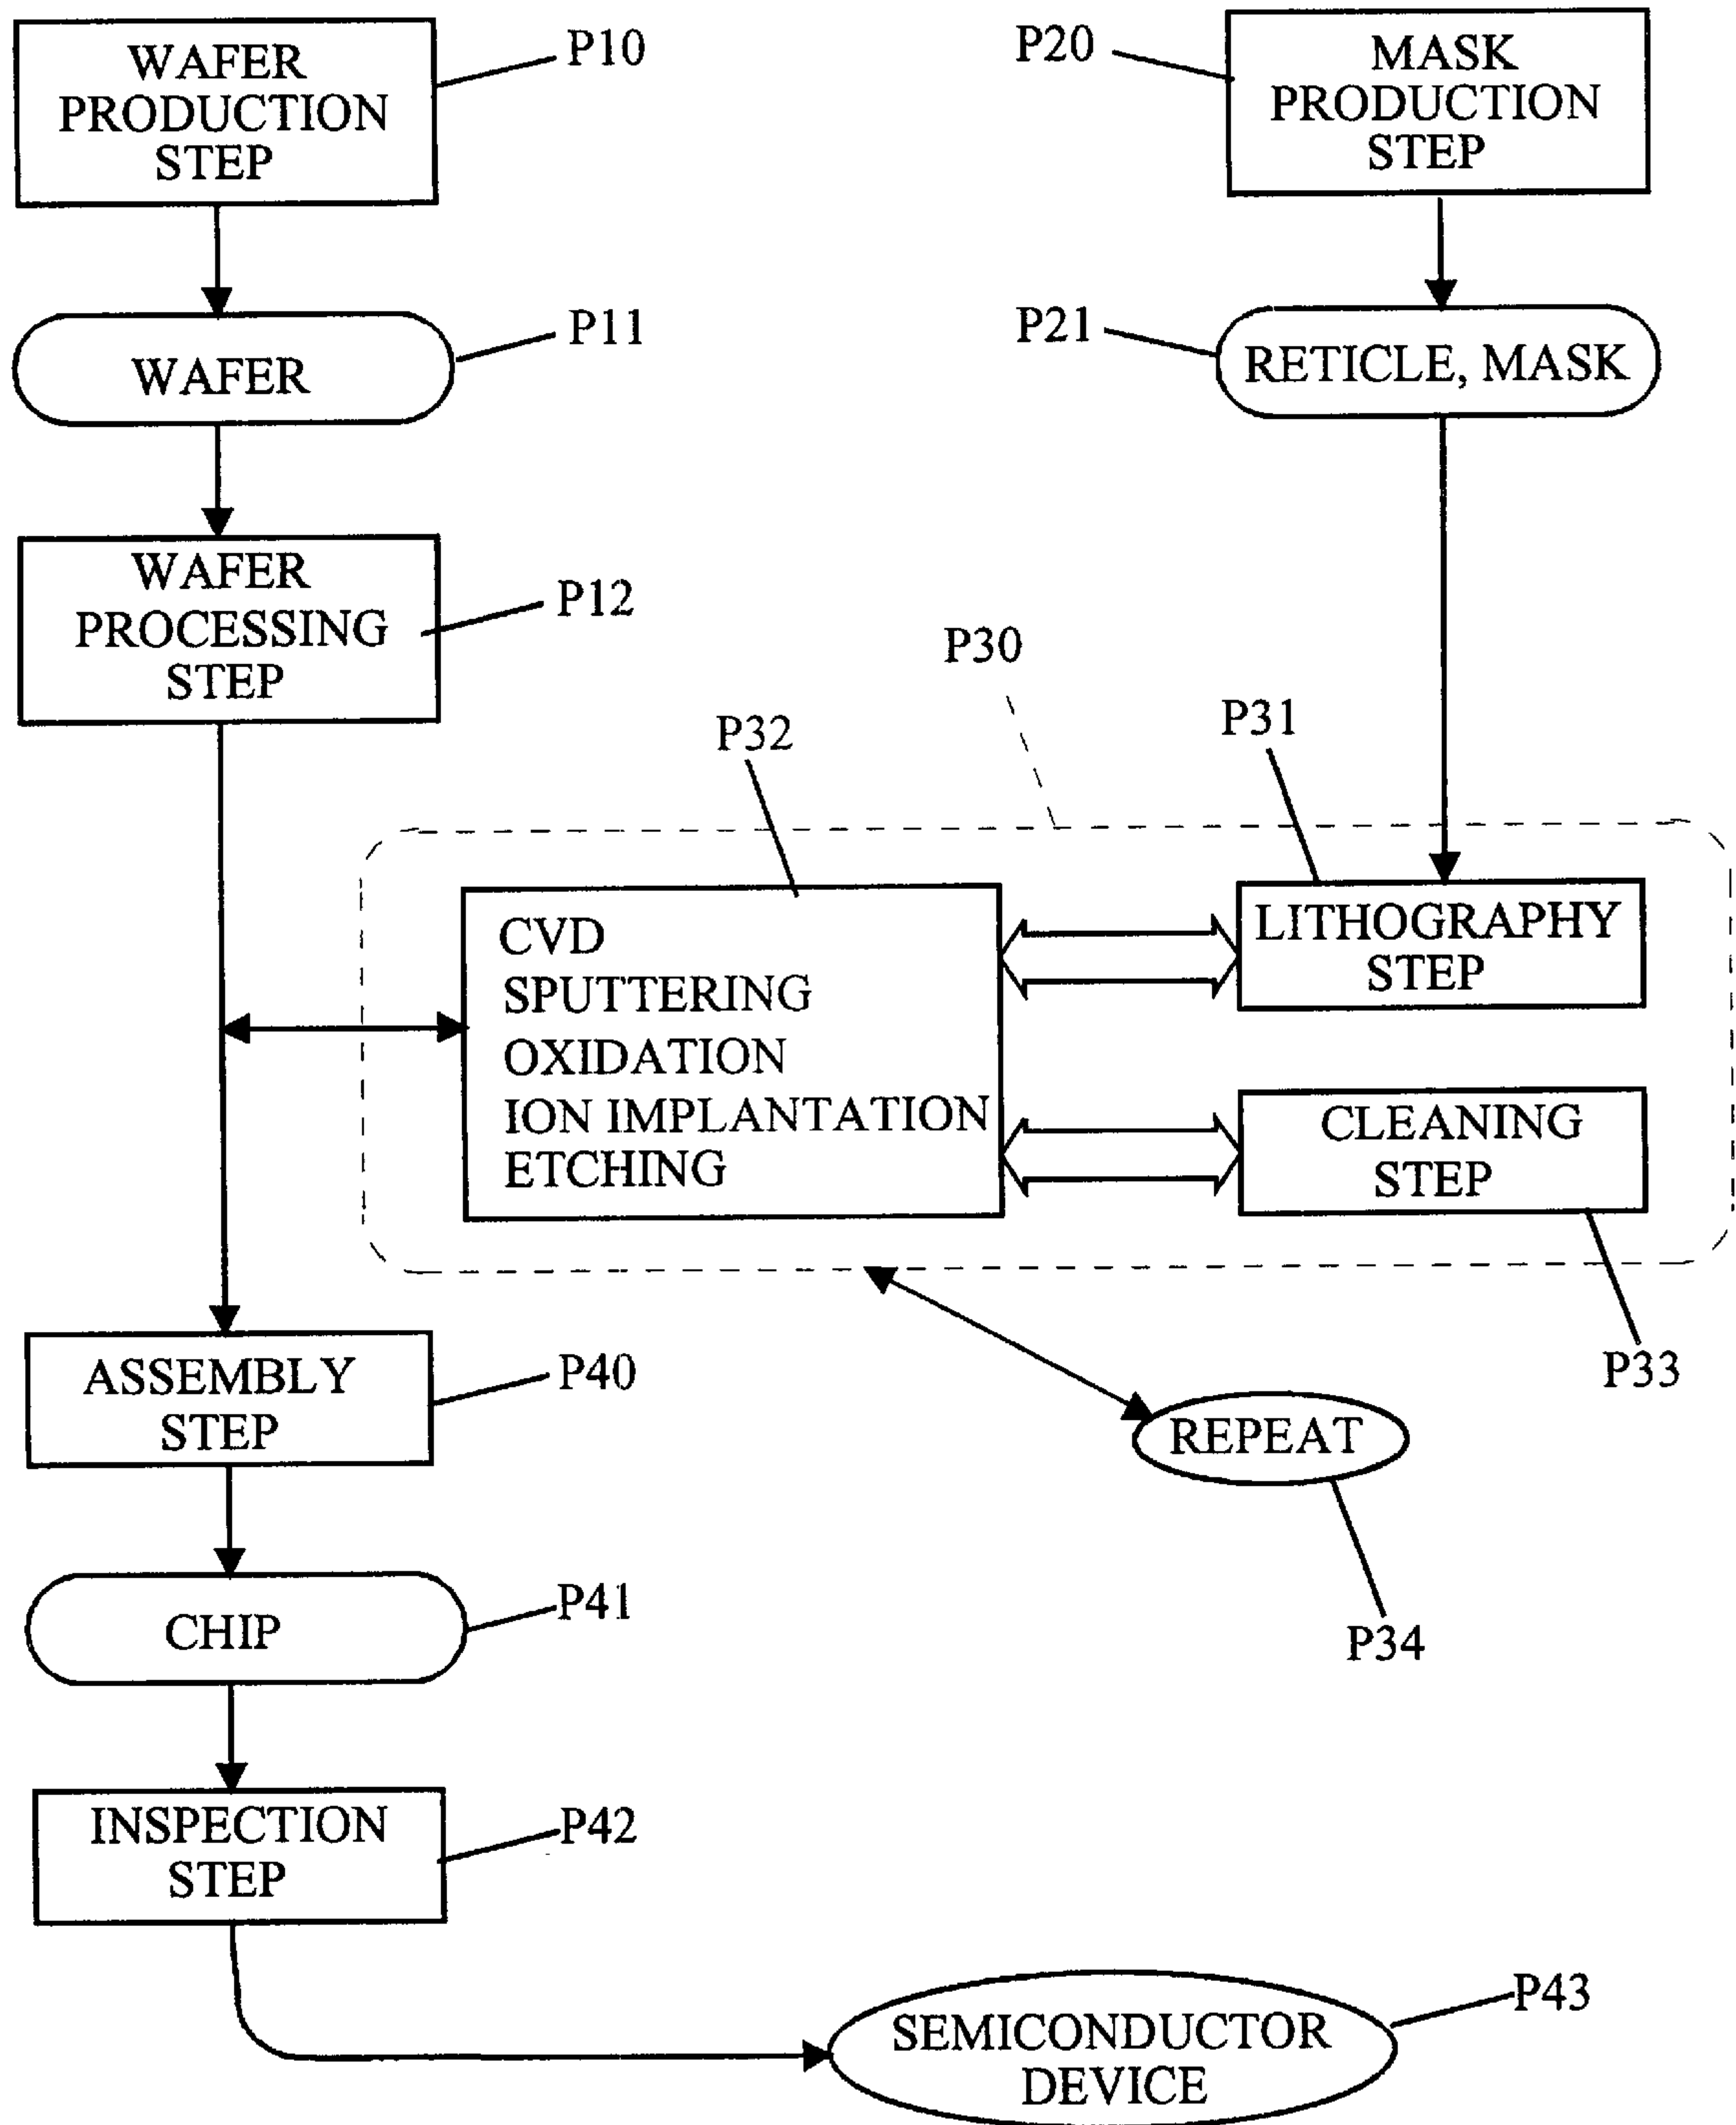 WAFER
PRODUCTION
STEP
P10
P20
MASK
PRODUCTION
STEP
WAFER
P11
P21
RETICLE, MASK
WAFER
PROCESSING
STEP
P12
P30
P32
P31
CVD
SPUTTERING
OXIDATION
ION IMPLANTATION
ETCHING
LITHOGRAPHY
STEP
CLEANING
STEP
P33
ASSEMBLY
STEP
P40
REPEAT
P34
CHIP
P41
INSPECTION
STEP
P42
SEMICONDUCTOR
DEVICE
P43